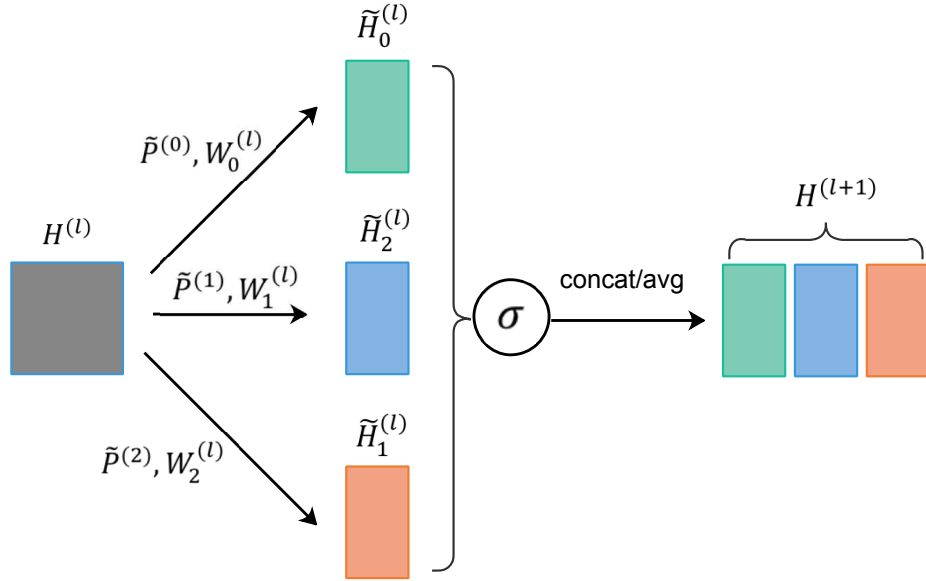 H̃₀⁽ˡ⁾
P̃⁽⁰⁾, W₀⁽ˡ⁾
H⁽ˡ⁾
H̃₂⁽ˡ⁾
P̃⁽¹⁾, W₁⁽ˡ⁾
σ
concat/avg
H⁽ˡ⁺¹⁾
P̃⁽²⁾, W₂⁽ˡ⁾
H̃₁⁽ˡ⁾